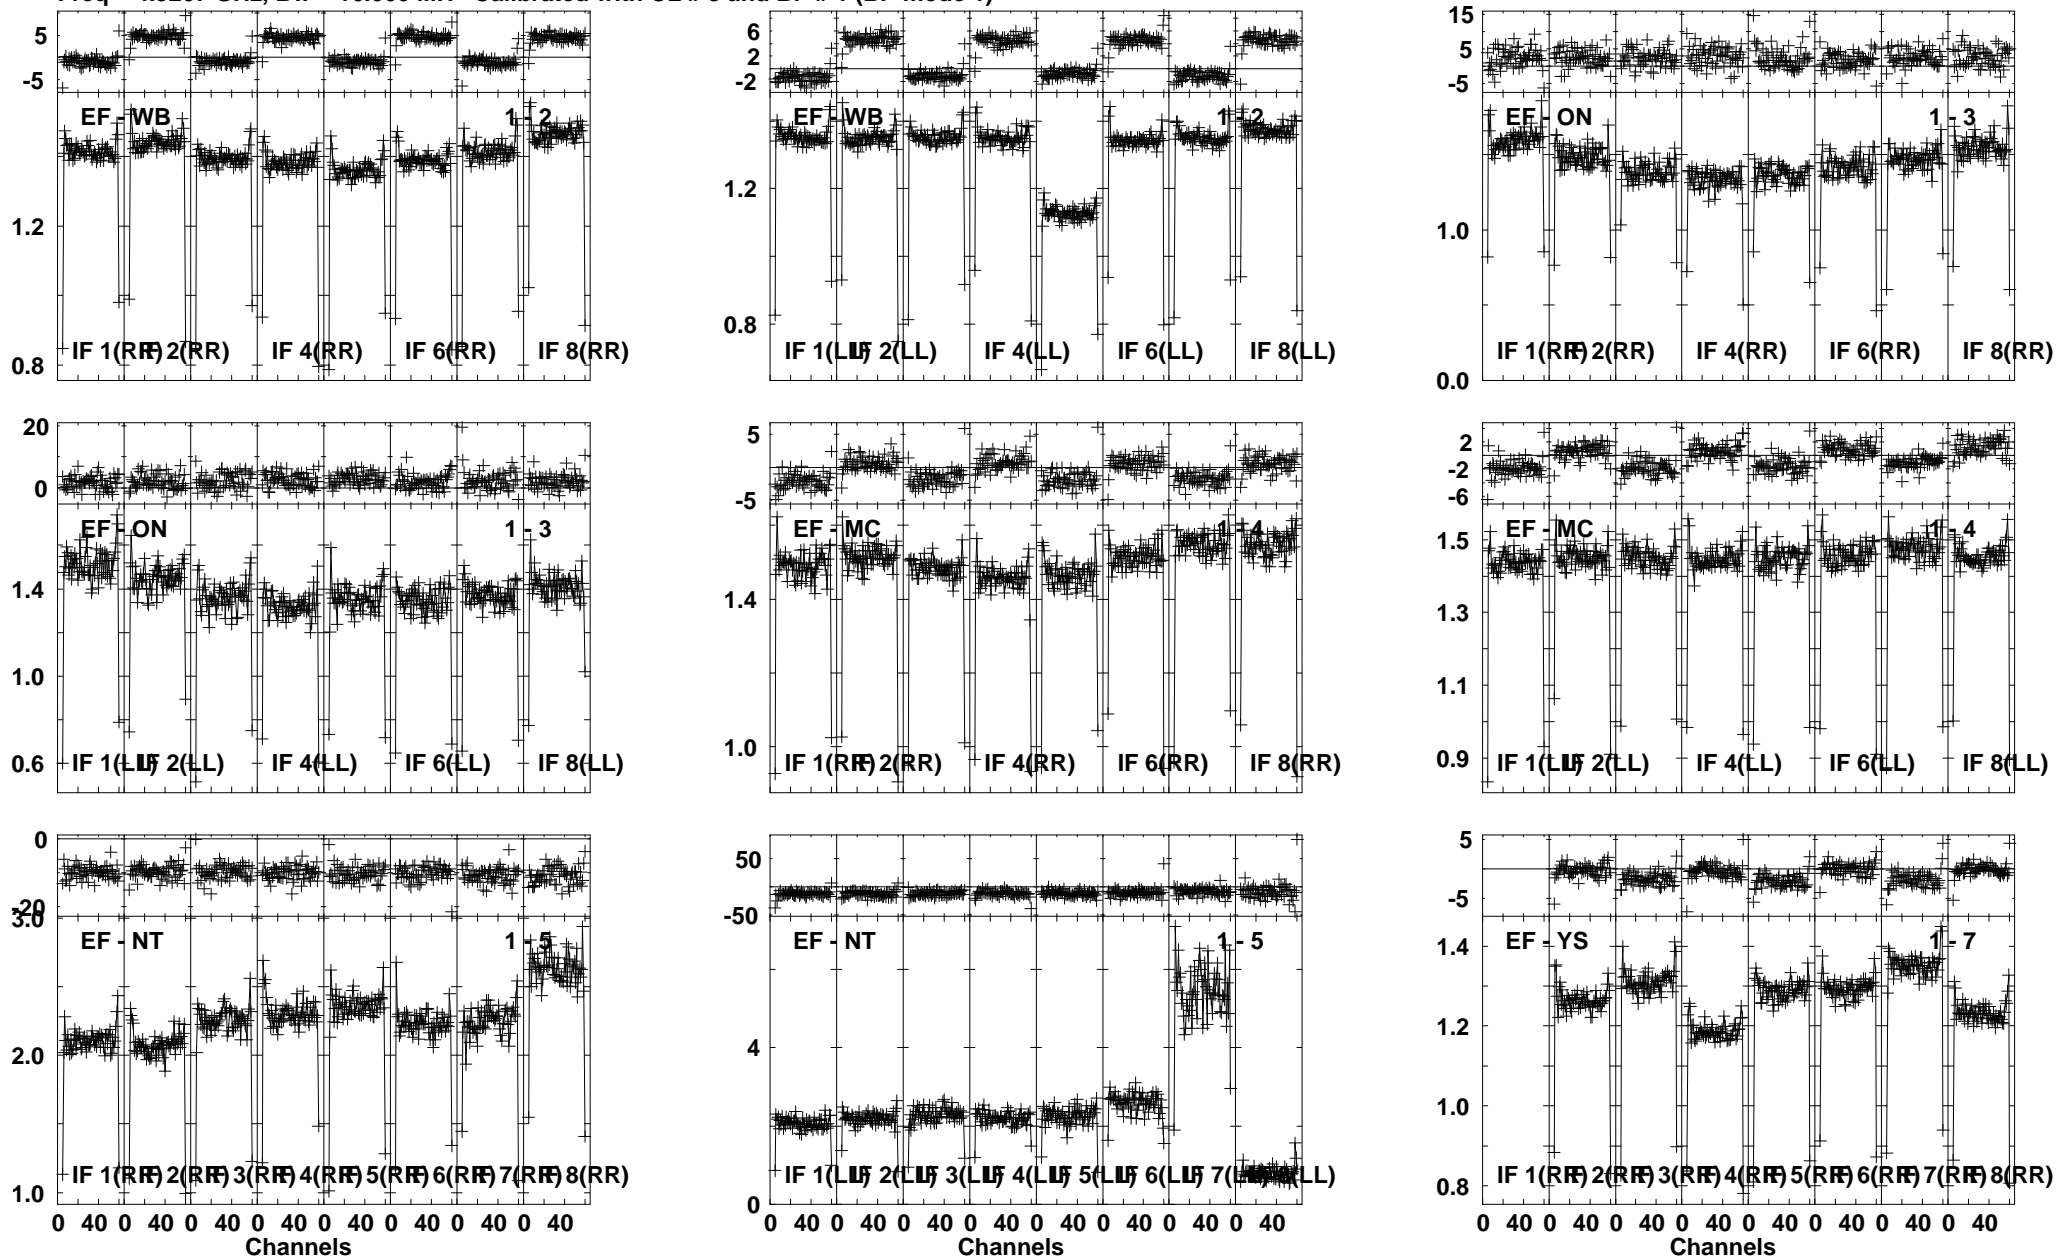 5
-5
EF - WB 1 - 2
1.2
0.8
IF 1(RR) IF 2(RR) IF 4(RR) IF 6(RR) IF 8(RR)
6
2
-2
EF - WB 1 - 2
1.2
0.8
IF 1(LL) IF 2(LL) IF 4(LL) IF 6(LL) IF 8(LL)
15
5
-5
EF - ON 1 - 3
1.0
0.0
IF 1(RR) IF 2(RR) IF 4(RR) IF 6(RR) IF 8(RR)
20
0
EF - ON 1 - 3
1.4
1.0
0.6
IF 1(LL) IF 2(LL) IF 4(LL) IF 6(LL) IF 8(LL)
5
-5
EF - MC 1 - 4
1.4
1.0
IF 1(RR) IF 2(RR) IF 4(RR) IF 6(RR) IF 8(RR)
2
-2
-6
EF - MC 1 - 4
1.5
1.3
1.1
0.9
IF 1(LL) IF 2(LL) IF 4(LL) IF 6(LL) IF 8(LL)
0
-20
3.0
EF - NT 1 - 5
2.0
1.0
IF 1(RR) IF 2(RR) IF 3(RR) IF 4(RR) IF 5(RR) IF 6(RR) IF 7(RR) IF 8(RR)
0 40 0 40 0 40 0 40 0 40 0 40 0 40 0 40
Channels
50
-50
EF - NT 1 - 5
4
0
IF 1(LL) IF 2(LL) IF 3(LL) IF 4(LL) IF 5(LL) IF 6(LL) IF 7(LL) IF 8(LL)
0 40 0 40 0 40 0 40 0 40 0 40 0 40 0 40
Channels
5
-5
EF - YS 1 - 7
1.4
1.2
1.0
0.8
IF 1(RR) IF 2(RR) IF 3(RR) IF 4(RR) IF 5(RR) IF 6(RR) IF 7(RR) IF 8(RR)
0 40 0 40 0 40 0 40 0 40 0 40 0 40 0 40
Channels